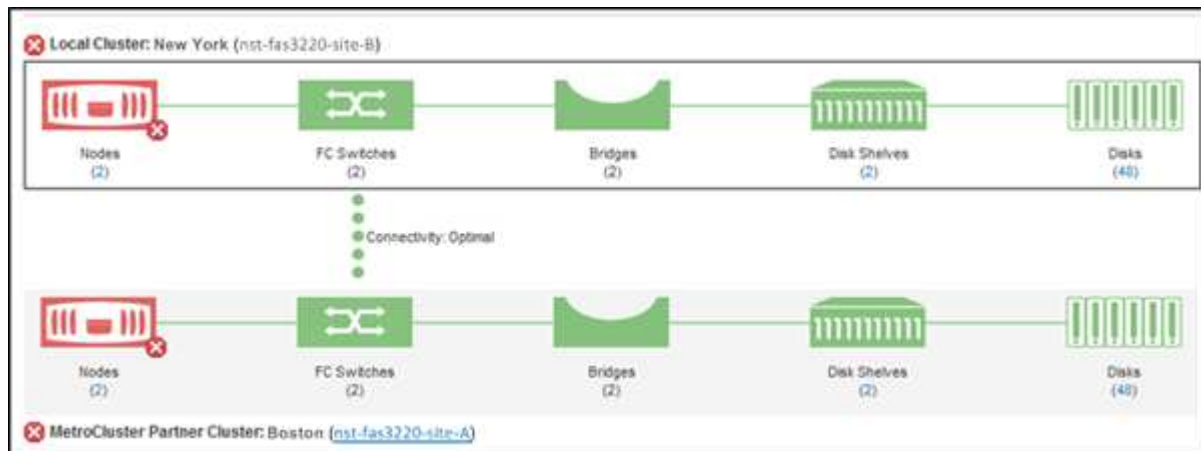 Local Cluster: New York (nst-fas3220-site-B)
Nodes FC Switches Bridges Disk Shelves Disks
(2) (2) (2) (2) (48)
Connectivity: Optimal
Nodes FC Switches Bridges Disk Shelves Disks
(2) (2) (2) (2) (48)
MetroCluster Partner Cluster: Boston (nst-fas3220-site-A)